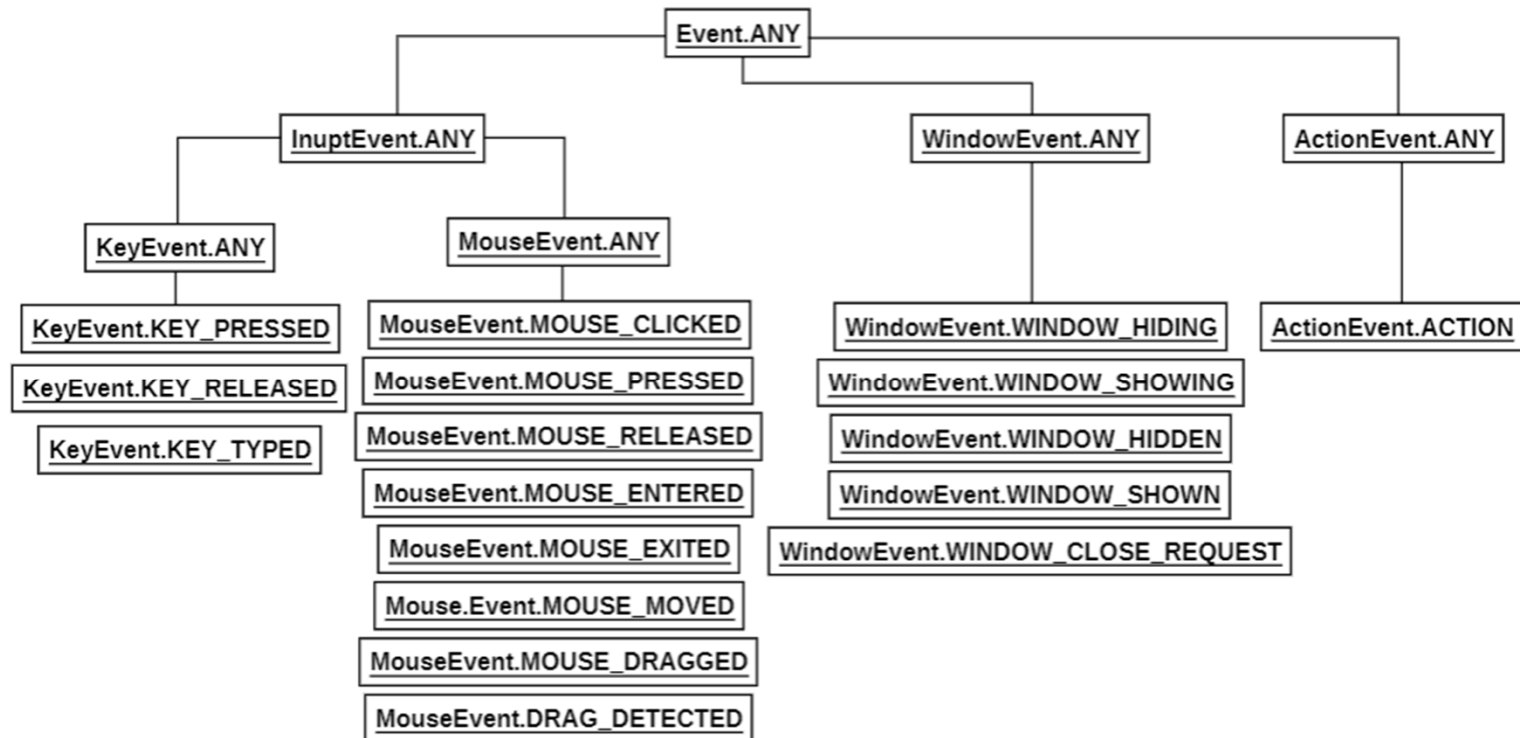 Event.ANY
InuptEvent.ANY
WindowEvent.ANY
ActionEvent.ANY
KeyEvent.ANY
MouseEvent.ANY
KeyEvent.KEY_PRESSED
KeyEvent.KEY_RELEASED
KeyEvent.KEY_TYPED
MouseEvent.MOUSE_CLICKED
MouseEvent.MOUSE_PRESSED
MouseEvent.MOUSE_RELEASED
MouseEvent.MOUSE_ENTERED
MouseEvent.MOUSE_EXITED
Mouse.Event.MOUSE_MOVED
MouseEvent.MOUSE_DRAGGED
MouseEvent.DRAG_DETECTED
WindowEvent.WINDOW_HIDING
WindowEvent.WINDOW_SHOWING
WindowEvent.WINDOW_HIDDEN
WindowEvent.WINDOW_SHOWN
WindowEvent.WINDOW_CLOSE_REQUEST
ActionEvent.ACTION